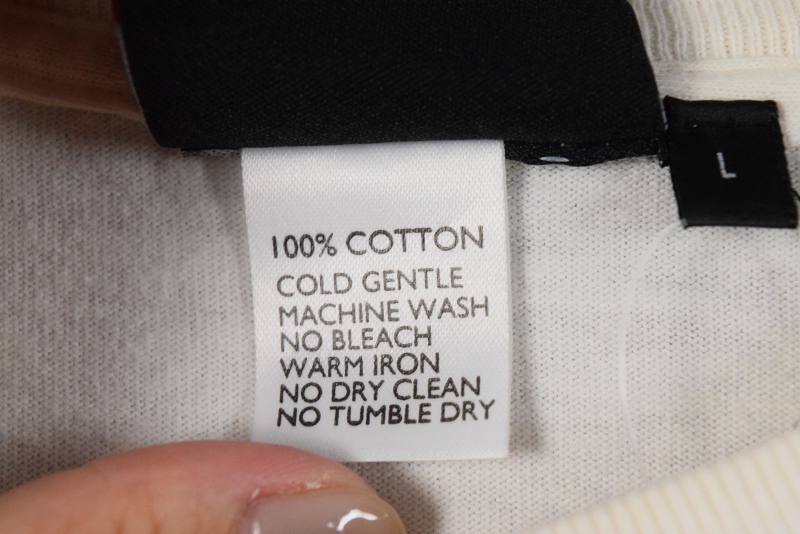 100% COTTON
COLD GENTLE
MACHINE WASH
NO BLEACH
WARM IRON
NO DRY CLEAN
NO TUMBLE DRY
L